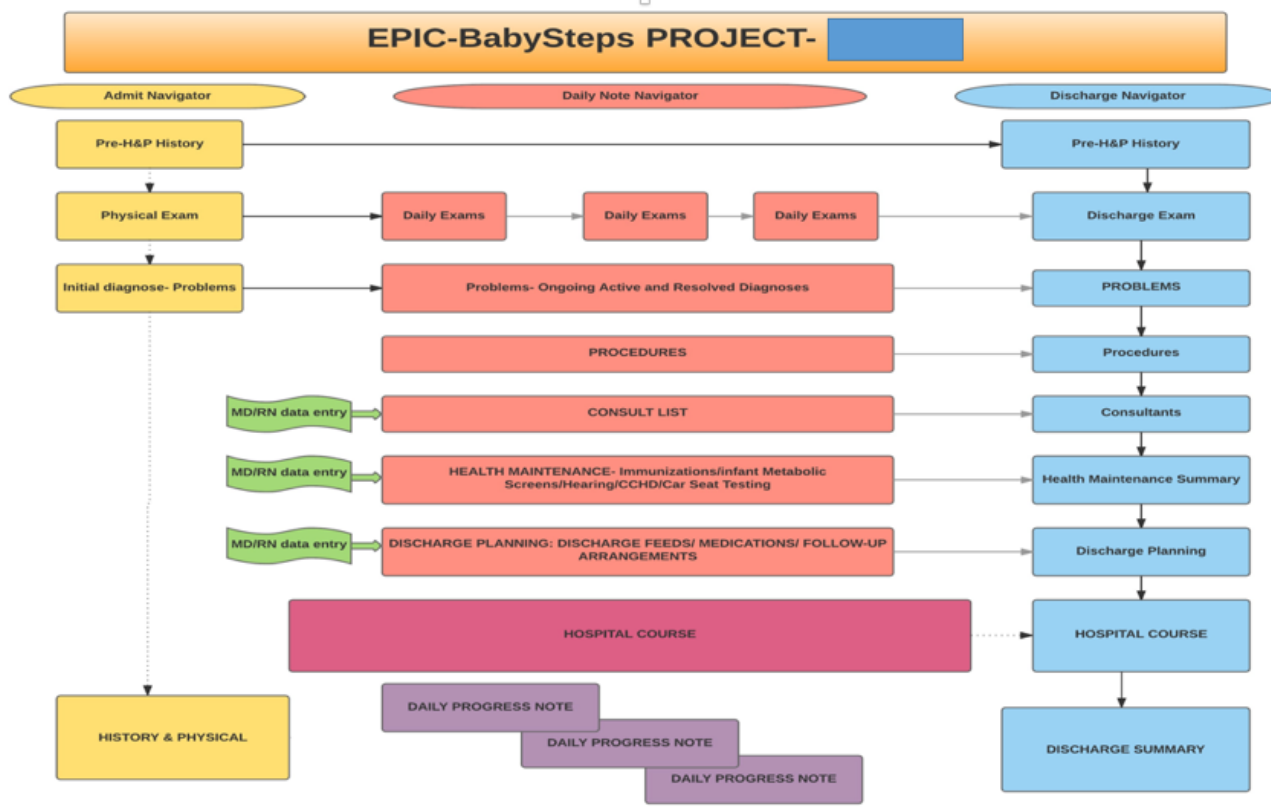 EPIC-BabySteps PROJECT-
Admit Navigator
Daily Note Navigator
Discharge Navigator
Pre-H&P History
Pre-H&P History
Physical Exam
Daily Exams
Daily Exams
Daily Exams
Discharge Exam
Initial diagnose- Problems
Problems- Ongoing Active and Resolved Diagnoses
PROBLEMS
PROCEDURES
Procedures
MD/RN data entry
CONSULT LIST
Consultants
MD/RN data entry
HEALTH MAINTENANCE- Immunizations/infant Metabolic
Screens/Hearing/CCHD/Car Seat Testing
Health Maintenance Summary
MD/RN data entry
DISCHARGE PLANNING: DISCHARGE FEEDS/ MEDICATIONS/ FOLLOW-UP
ARRANGEMENTS
Discharge Planning
HOSPITAL COURSE
HOSPITAL COURSE
HISTORY & PHYSICAL
DAILY PROGRESS NOTE
DAILY PROGRESS NOTE
DAILY PROGRESS NOTE
DISCHARGE SUMMARY